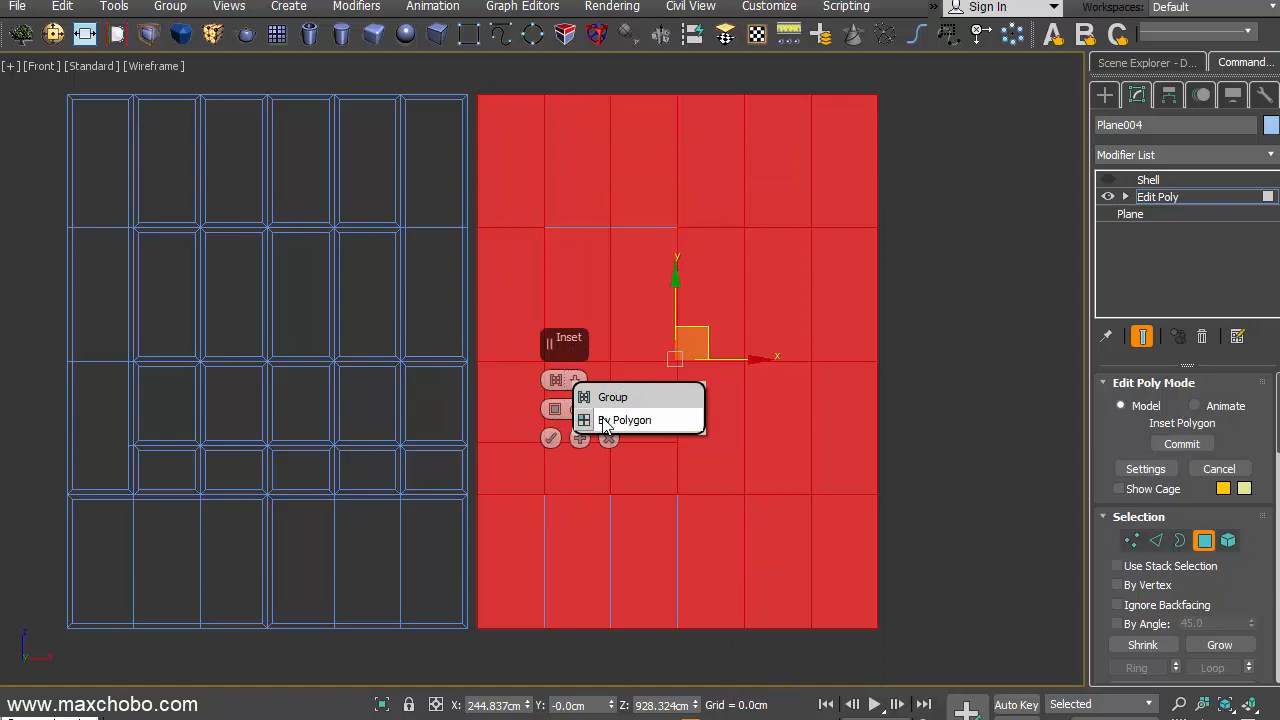 File Edit Tools Group Views Create Modifiers Animation Graph Editors Rendering Civil View Customize Scripting » Sign In Workspaces: Default
[+] [Front] [Standard] [Wireframe]
Scene Explorer - D... Command...
Plane004
Modifier List
Shell
Edit Poly
Plane
y
x
Inset
Group
By Polygon
Edit Poly Mode
Model Animate
Inset Polygon
Commit
Settings Cancel
Show Cage
Selection
Use Stack Selection
By Vertex
Ignore Backfacing
By Angle: 45.0
Shrink Grow
Ring Loop
z
y x
www.maxchobo.com X: 244.837cm Y: -0.0cm Z: 928.324cm Grid = 0.0cm Auto Key Selected